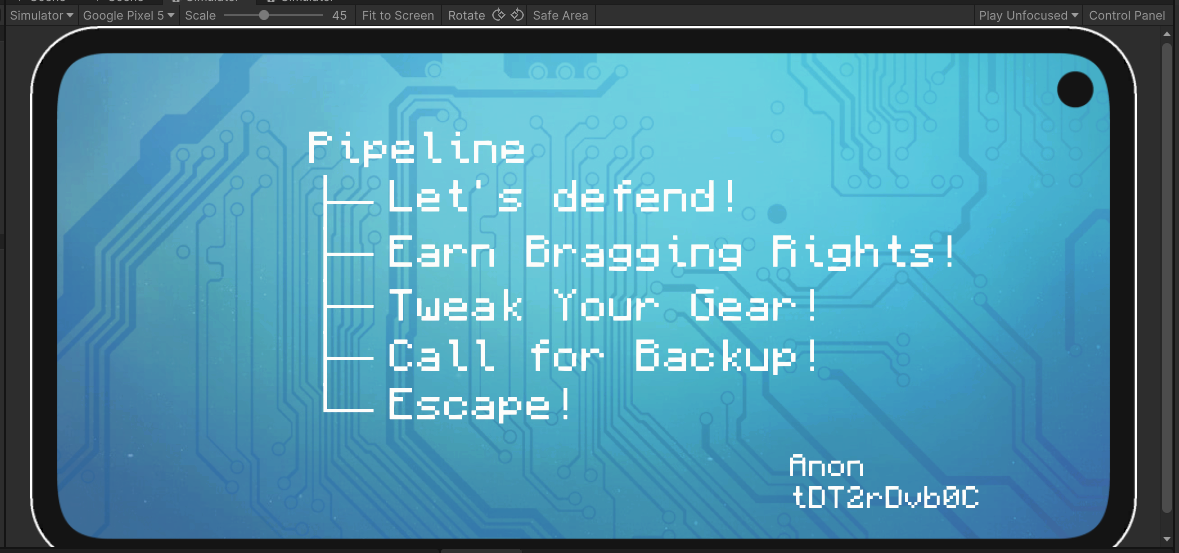 Simulator Google Pixel 5 Scale 45 Fit to Screen Rotate Safe Area Play Unfocused Control Panel
Pipeline
Let's defend!
Earn Bragging Rights!
Tweak Your Gear!
Call for Backup!
Escape!
Anon
tDT2rDvb0C